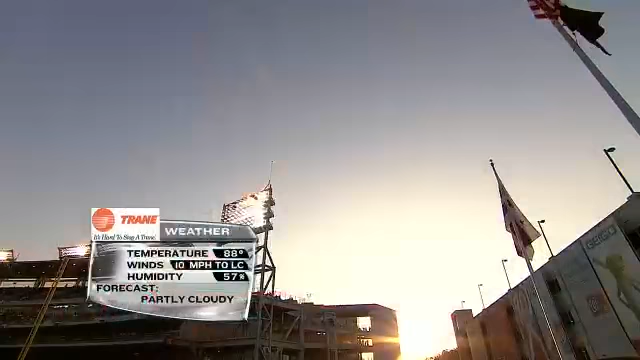 TRANE
It's Hard To Stop A Trane.
WEATHER
TEMPERATURE 88°
WINDS 10 MPH TO LC
HUMIDITY 57%
FORECAST:
PARTLY CLOUDY
GEICO